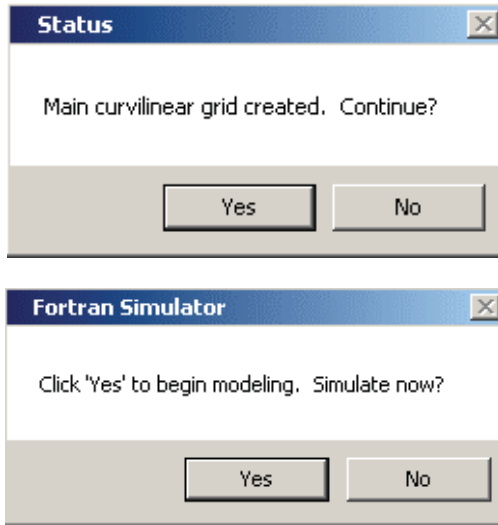 Status
Main curvilinear grid created. Continue?
Yes No
Fortran Simulator
Click 'Yes' to begin modeling. Simulate now?
Yes No